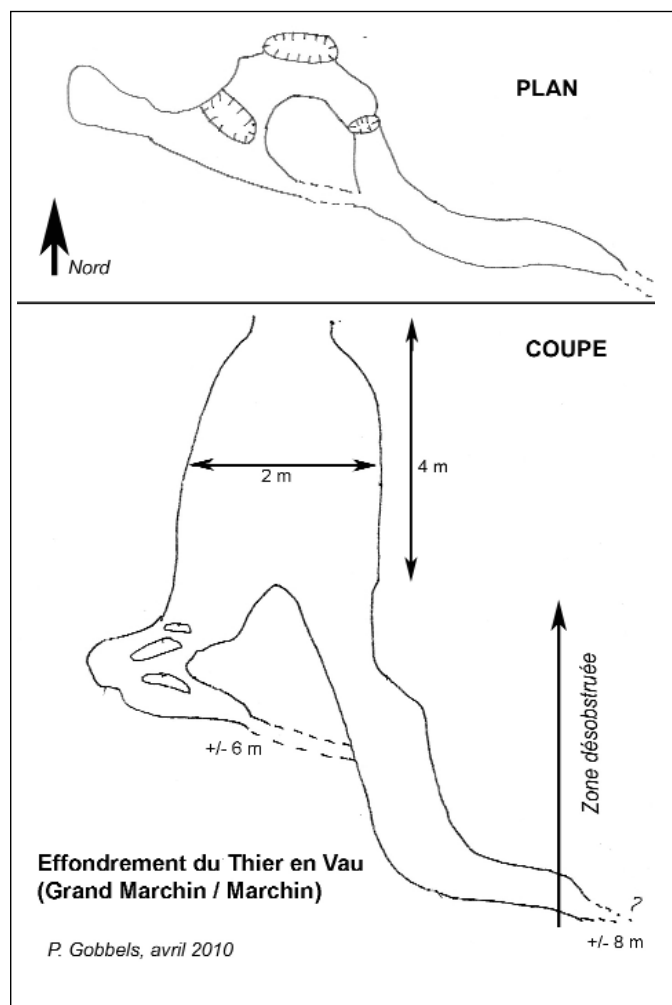 PLAN
Nord
COUPE
2 m
4 m
Zone désobstruée
+/- 6 m
?
+/- 8 m
Effondrement du Thier en Vau
(Grand Marchin / Marchin)
P. Gobbels, avril 2010